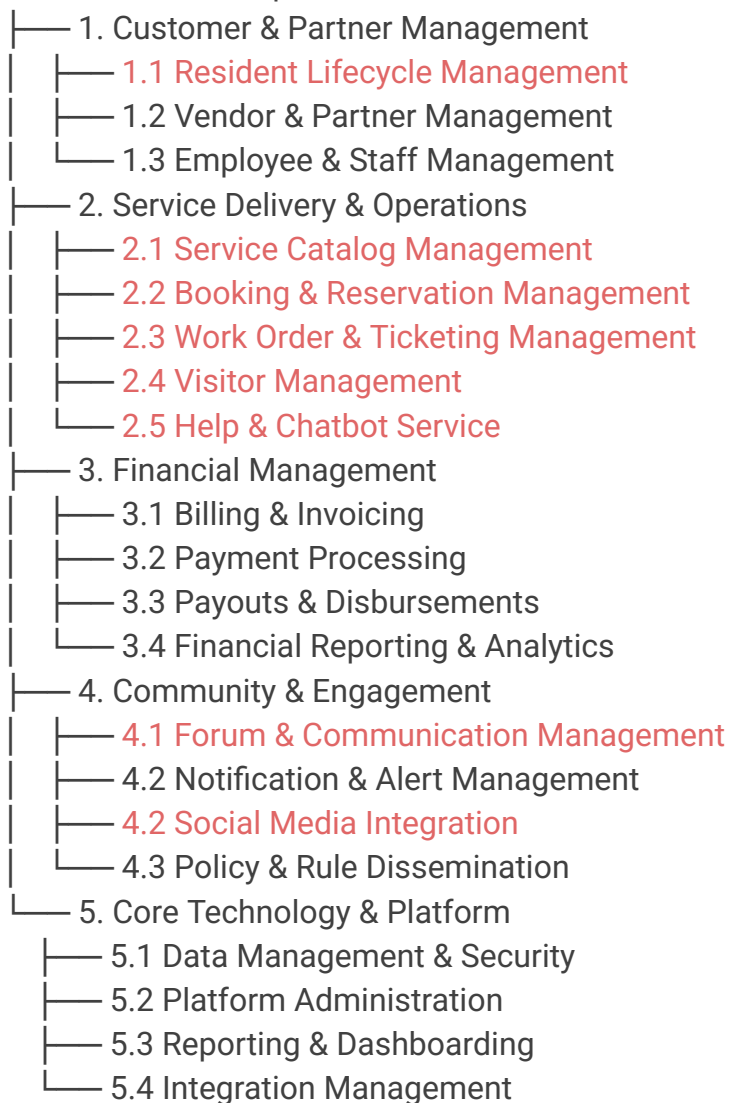 ├── 1. Customer & Partner Management
│   ├── 1.1 Resident Lifecycle Management
│   ├── 1.2 Vendor & Partner Management
│   └── 1.3 Employee & Staff Management
├── 2. Service Delivery & Operations
│   ├── 2.1 Service Catalog Management
│   ├── 2.2 Booking & Reservation Management
│   ├── 2.3 Work Order & Ticketing Management
│   ├── 2.4 Visitor Management
│   └── 2.5 Help & Chatbot Service
├── 3. Financial Management
│   ├── 3.1 Billing & Invoicing
│   ├── 3.2 Payment Processing
│   ├── 3.3 Payouts & Disbursements
│   └── 3.4 Financial Reporting & Analytics
├── 4. Community & Engagement
│   ├── 4.1 Forum & Communication Management
│   ├── 4.2 Notification & Alert Management
│   ├── 4.2 Social Media Integration
│   └── 4.3 Policy & Rule Dissemination
└── 5. Core Technology & Platform
    ├── 5.1 Data Management & Security
    ├── 5.2 Platform Administration
    ├── 5.3 Reporting & Dashboarding
    └── 5.4 Integration Management